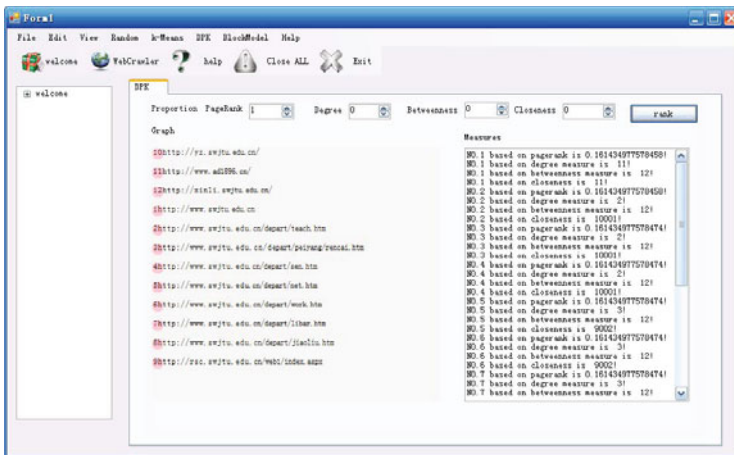 Form1
File Edit View Random k-Means DPK BlockModel Help
welcome WebCrawler help Close ALL Exit
welcome
DPK
Proportion PageRank 1 Degree 0 Betweenness 0 Closeness 0 rank
Graph
Measures
10http://yz.swjtu.edu.cn/
11http://www.ad1896.cn/
12http://xinli.swjtu.edu.cn/
1http://www.swjtu.edu.cn
2http://www.swjtu.edu.cn/depart/teach.htm
3http://www.swjtu.edu.cn/depart/peiyang/rencai.htm
4http://www.swjtu.edu.cn/depart/sen.htm
5http://www.swjtu.edu.cn/depart/net.htm
6http://www.swjtu.edu.cn/depart/work.htm
7http://www.swjtu.edu.cn/depart/libar.htm
8http://www.swjtu.edu.cn/depart/jiaoliu.htm
9http://rsc.swjtu.edu.cn/web1/index.aspx
NO.1 based on pagerank is 0.161434977578458!
NO.1 based on degree measure is 11!
NO.1 based on betweenness measure is 12!
NO.1 based on closeness is 11!
NO.2 based on pagerank is 0.161434977578458!
NO.2 based on degree measure is 2!
NO.2 based on betweenness measure is 12!
NO.2 based on closeness is 10001!
NO.3 based on pagerank is 0.161434977578474!
NO.3 based on degree measure is 2!
NO.3 based on betweenness measure is 12!
NO.3 based on closeness is 10001!
NO.4 based on pagerank is 0.161434977578474!
NO.4 based on degree measure is 2!
NO.4 based on betweenness measure is 12!
NO.4 based on closeness is 10001!
NO.5 based on pagerank is 0.161434977578474!
NO.5 based on degree measure is 3!
NO.5 based on betweenness measure is 12!
NO.5 based on closeness is 9002!
NO.6 based on pagerank is 0.161434977578474!
NO.6 based on degree measure is 3!
NO.6 based on betweenness measure is 12!
NO.6 based on closeness is 9002!
NO.7 based on pagerank is 0.161434977578474!
NO.7 based on degree measure is 3!
NO.7 based on betweenness measure is 12!